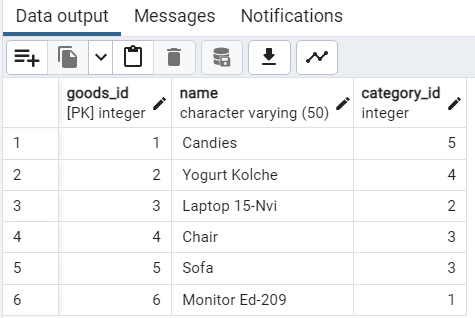 Data output Messages Notifications
goods_id name category_id
[PK] integer character varying (50) integer
1 1 Candies 5
2 2 Yogurt Kolche 4
3 3 Laptop 15-Nvi 2
4 4 Chair 3
5 5 Sofa 3
6 6 Monitor Ed-209 1